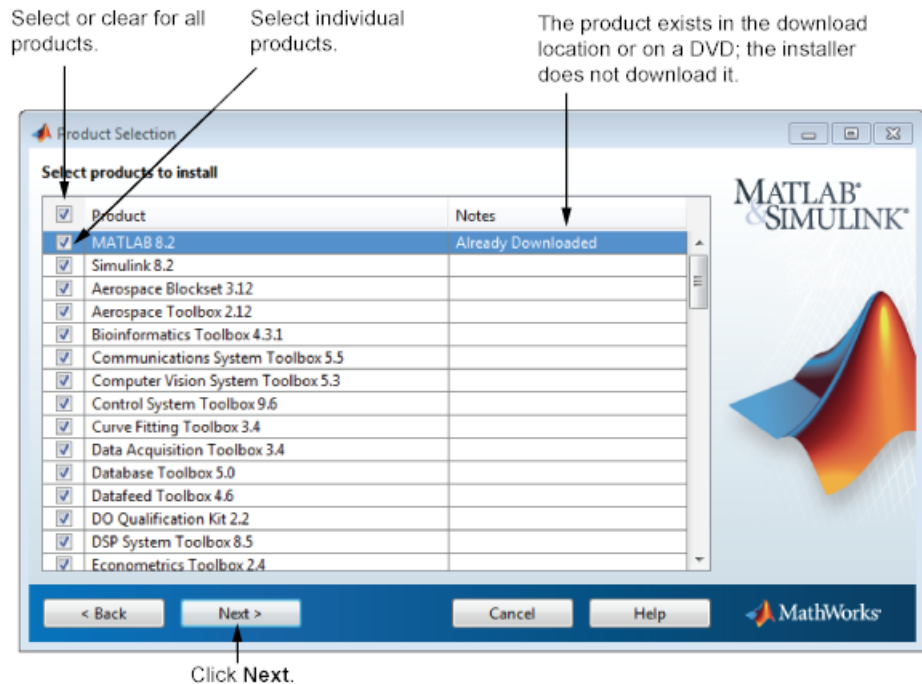 Select or clear for all
products.
Select individual
products.
The product exists in the download
location or on a DVD; the installer
does not download it.
Product Selection
Select products to install
Product Notes
MATLAB 8.2 Already Downloaded
Simulink 8.2
Aerospace Blockset 3.12
Aerospace Toolbox 2.12
Bioinformatics Toolbox 4.3.1
Communications System Toolbox 5.5
Computer Vision System Toolbox 5.3
Control System Toolbox 9.6
Curve Fitting Toolbox 3.4
Data Acquisition Toolbox 3.4
Database Toolbox 5.0
Datafeed Toolbox 4.6
DO Qualification Kit 2.2
DSP System Toolbox 8.5
Econometrics Toolbox 2.4
MATLAB®
&SIMULINK®
< Back Next > Cancel Help MathWorks®
Click Next.